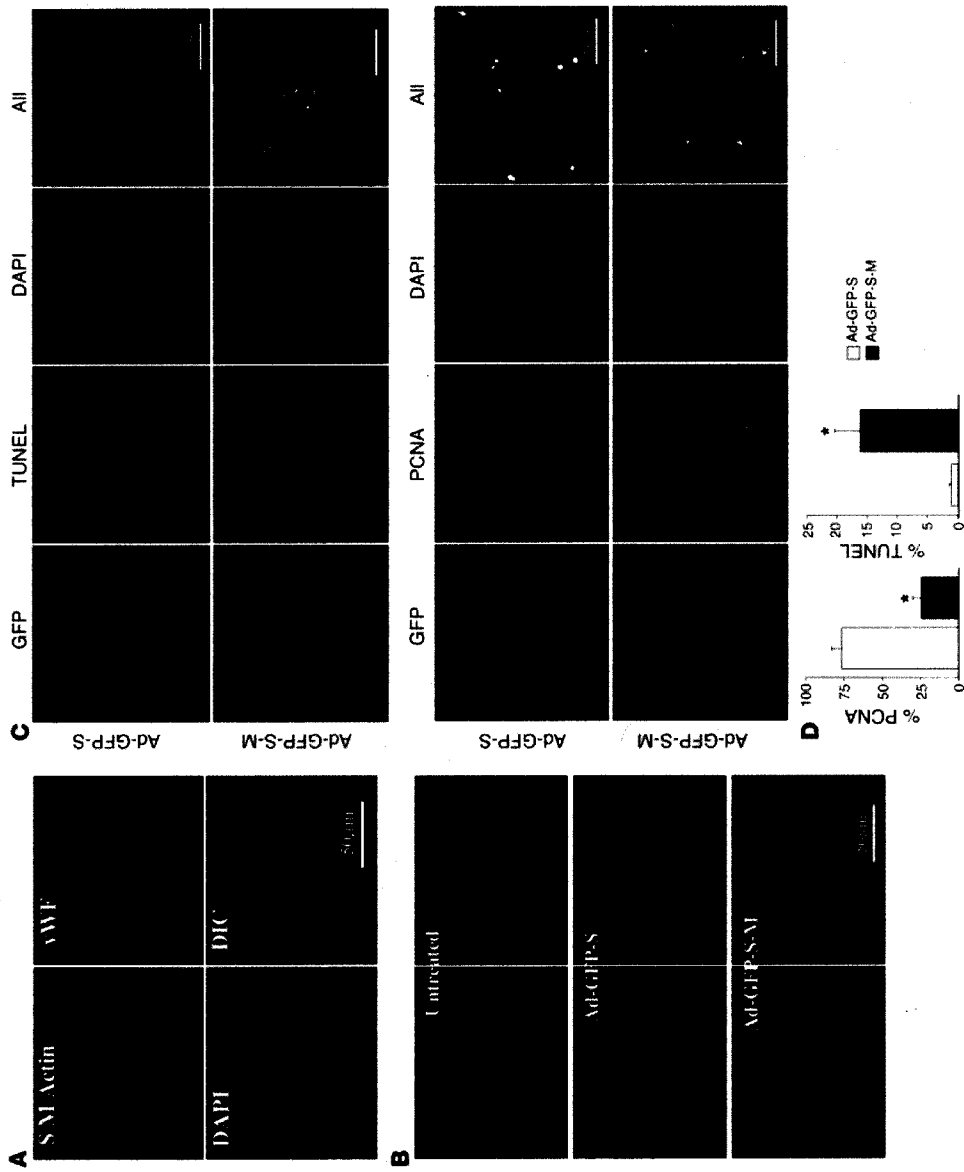 A
SM Actin
vWF
DAPI
DIC
50 µm
B
Untreated
Ad-GFP-S
Ad-GFP-S-M
C
GFP
TUNEL
DAPI
All
Ad-GFP-S
Ad-GFP-S-M
GFP
PCNA
DAPI
All
Ad-GFP-S
Ad-GFP-S-M
D
% PCNA
100
75
50
25
0
*
% TUNEL
25
20
15
10
5
0
*
Ad-GFP-S
Ad-GFP-S-M